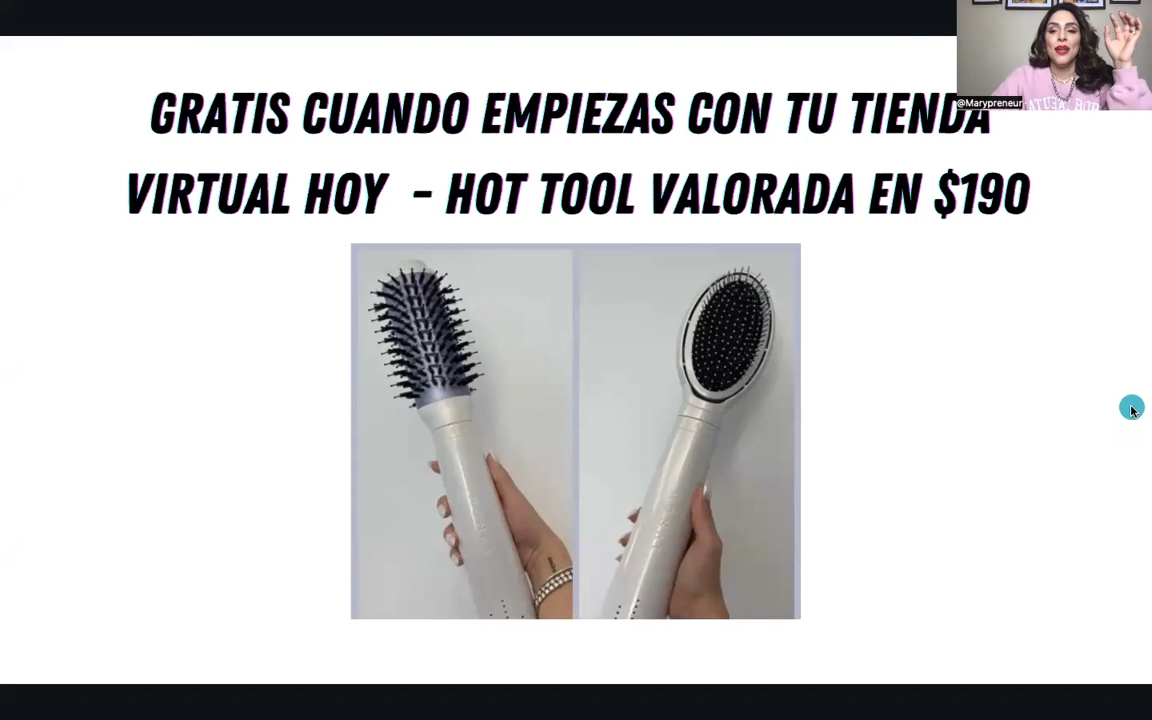 @Marypreneur
GRATIS CUANDO EMPIEZAS CON TU TIENDA
VIRTUAL HOY - HOT TOOL VALORADA EN $190